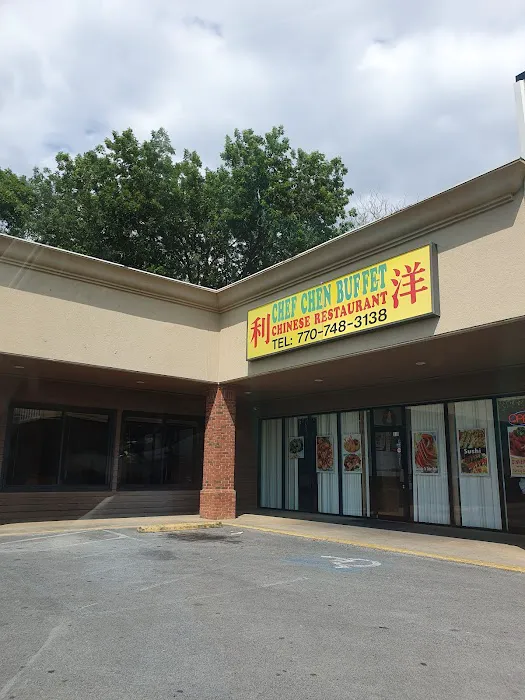 利 CHEF CHEN BUFFET 洋
CHINESE RESTAURANT
TEL: 770-748-3138
Sushi